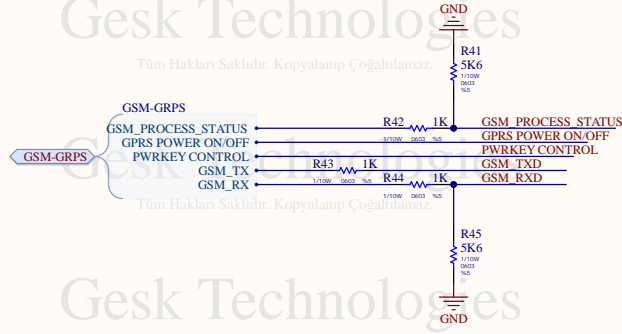 GND
Gesk Technologies
R41
5K6
1/10W
0603
%5
Tüm Hakları Saklıdır, Kopyalanıp Çoğaltılamaz.
GSM-GRPS
GSM_PROCESS_STATUS R42 1K GSM_PROCESS_STATUS
1/10W 0603 %5
GPRS POWER ON/OFF GPRS POWER ON/OFF
Gesk Technologies
GSM-GRPS PWRKEY CONTROL PWRKEY CONTROL
GSM_TX R43 1K GSM_TXD
1/10W 0603 %5
GSM_RX R44 1K GSM_RXD
1/10W 0603 %5
Tüm Hakları Saklıdır, Kopyalanıp Çoğaltılamaz.
R45
5K6
1/10W
0603
%5
Gesk Technologies
GND